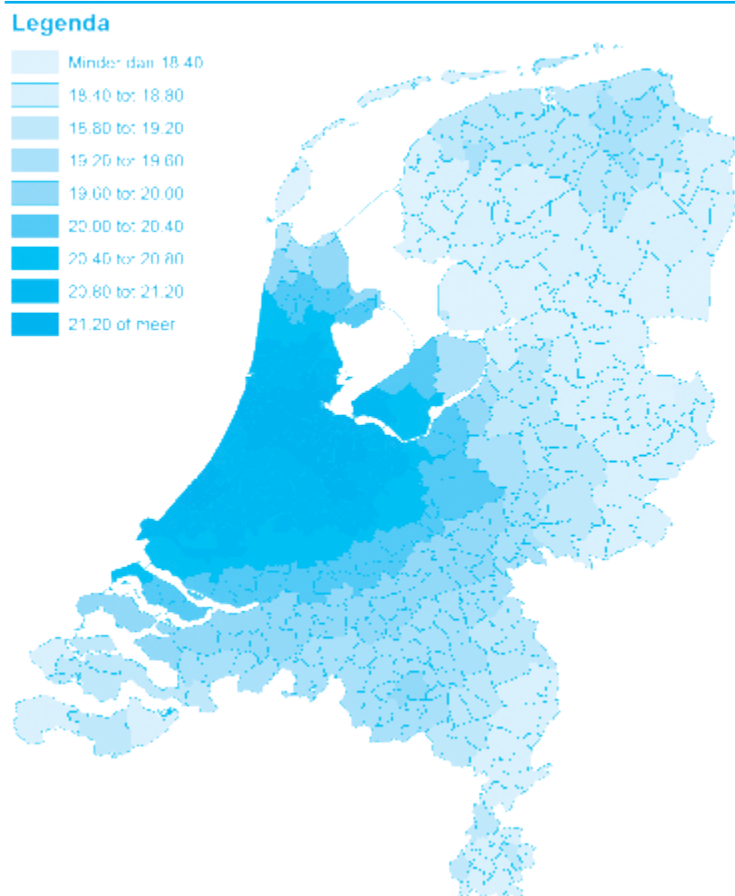 Legenda
Minder dan 18.40
18.40 tot 18.80
18.80 tot 19.20
19.20 tot 19.60
19.60 tot 20.00
20.00 tot 20.40
20.40 tot 20.80
20.80 tot 21.20
21.20 of meer